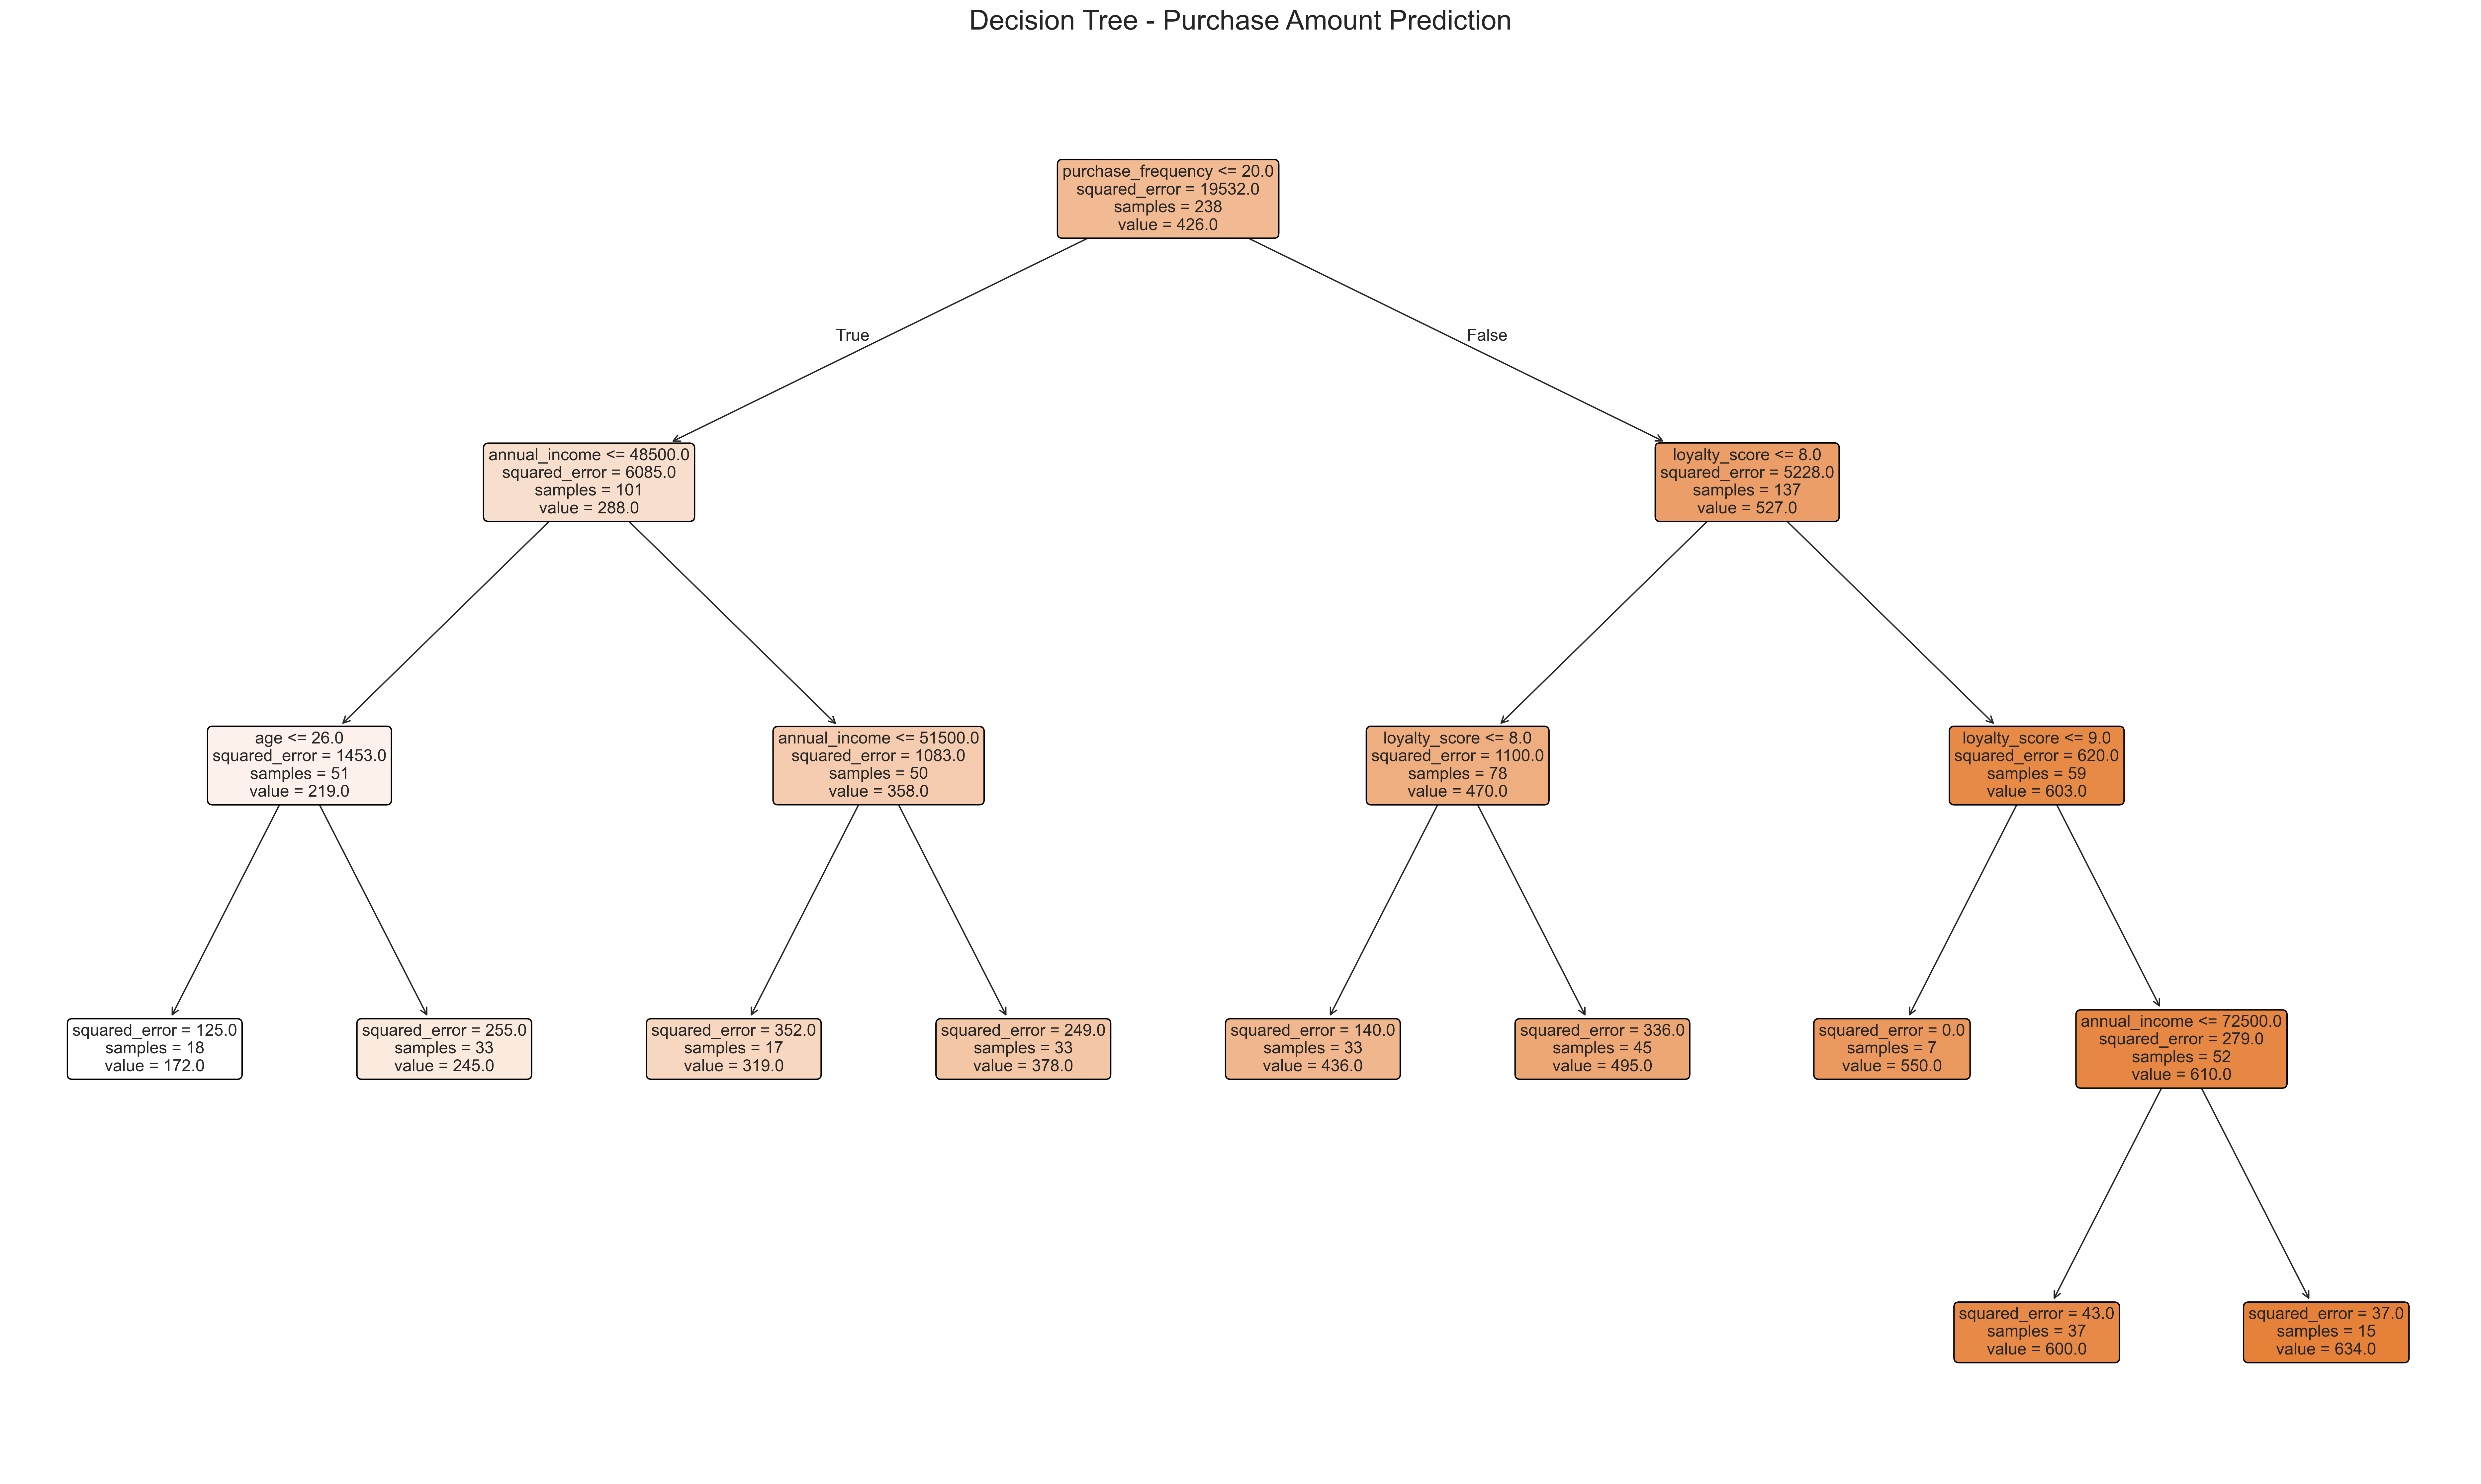 Decision Tree - Purchase Amount Prediction
purchase_frequency <= 20.0
squared_error = 19532.0
samples = 238
value = 426.0
True
False
annual_income <= 48500.0
squared_error = 6085.0
samples = 101
value = 288.0
loyalty_score <= 8.0
squared_error = 5228.0
samples = 137
value = 527.0
age <= 26.0
squared_error = 1453.0
samples = 51
value = 219.0
annual_income <= 51500.0
squared_error = 1083.0
samples = 50
value = 358.0
loyalty_score <= 8.0
squared_error = 1100.0
samples = 78
value = 470.0
loyalty_score <= 9.0
squared_error = 620.0
samples = 59
value = 603.0
squared_error = 125.0
samples = 18
value = 172.0
squared_error = 255.0
samples = 33
value = 245.0
squared_error = 352.0
samples = 17
value = 319.0
squared_error = 249.0
samples = 33
value = 378.0
squared_error = 140.0
samples = 33
value = 436.0
squared_error = 336.0
samples = 45
value = 495.0
squared_error = 0.0
samples = 7
value = 550.0
annual_income <= 72500.0
squared_error = 279.0
samples = 52
value = 610.0
squared_error = 43.0
samples = 37
value = 600.0
squared_error = 37.0
samples = 15
value = 634.0